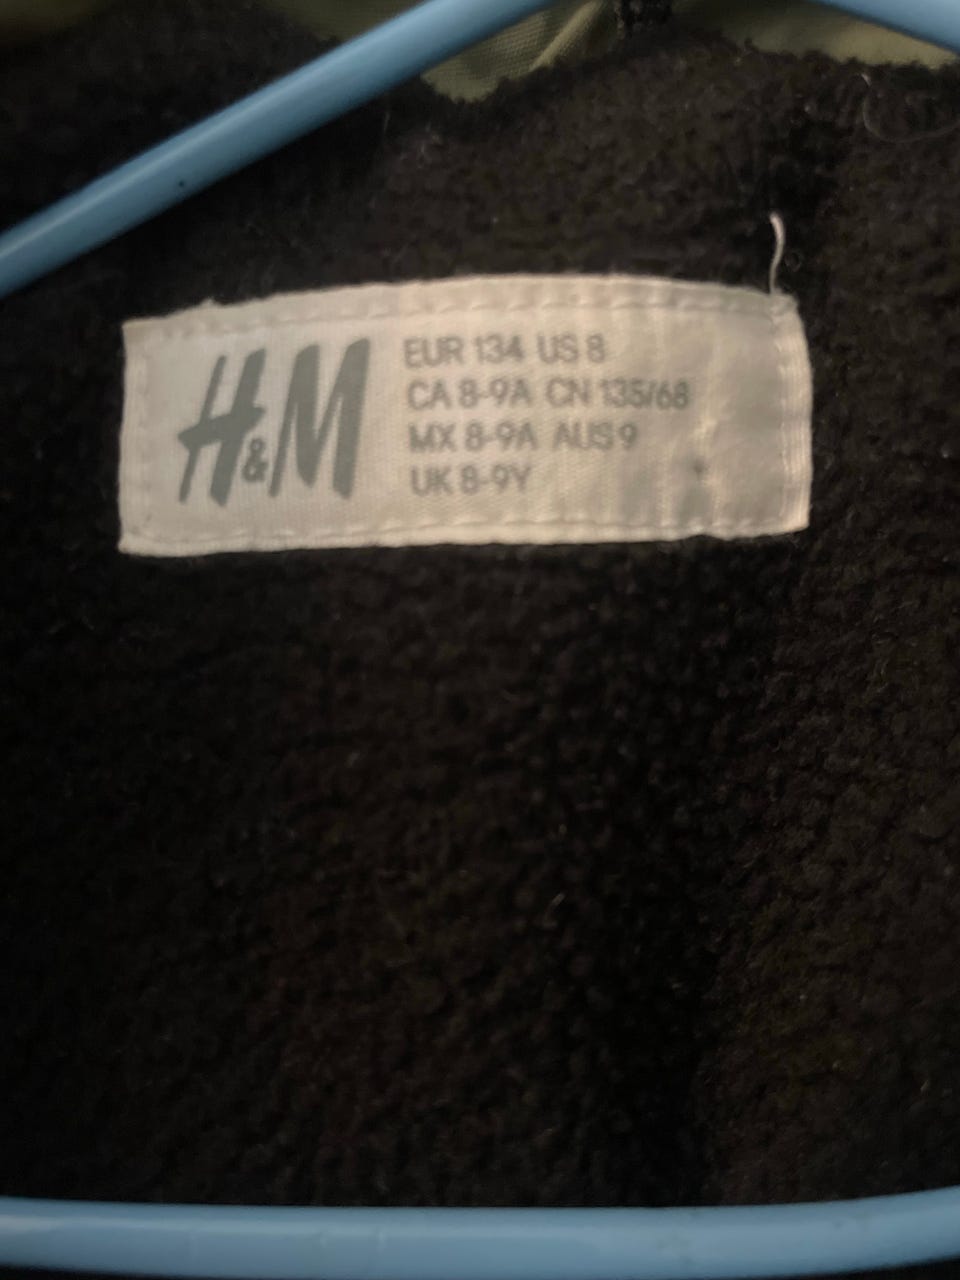 H&M
EUR 134 US 8
CA 8-9A CN 135/68
MX 8-9A AUS 9
UK 8-9Y